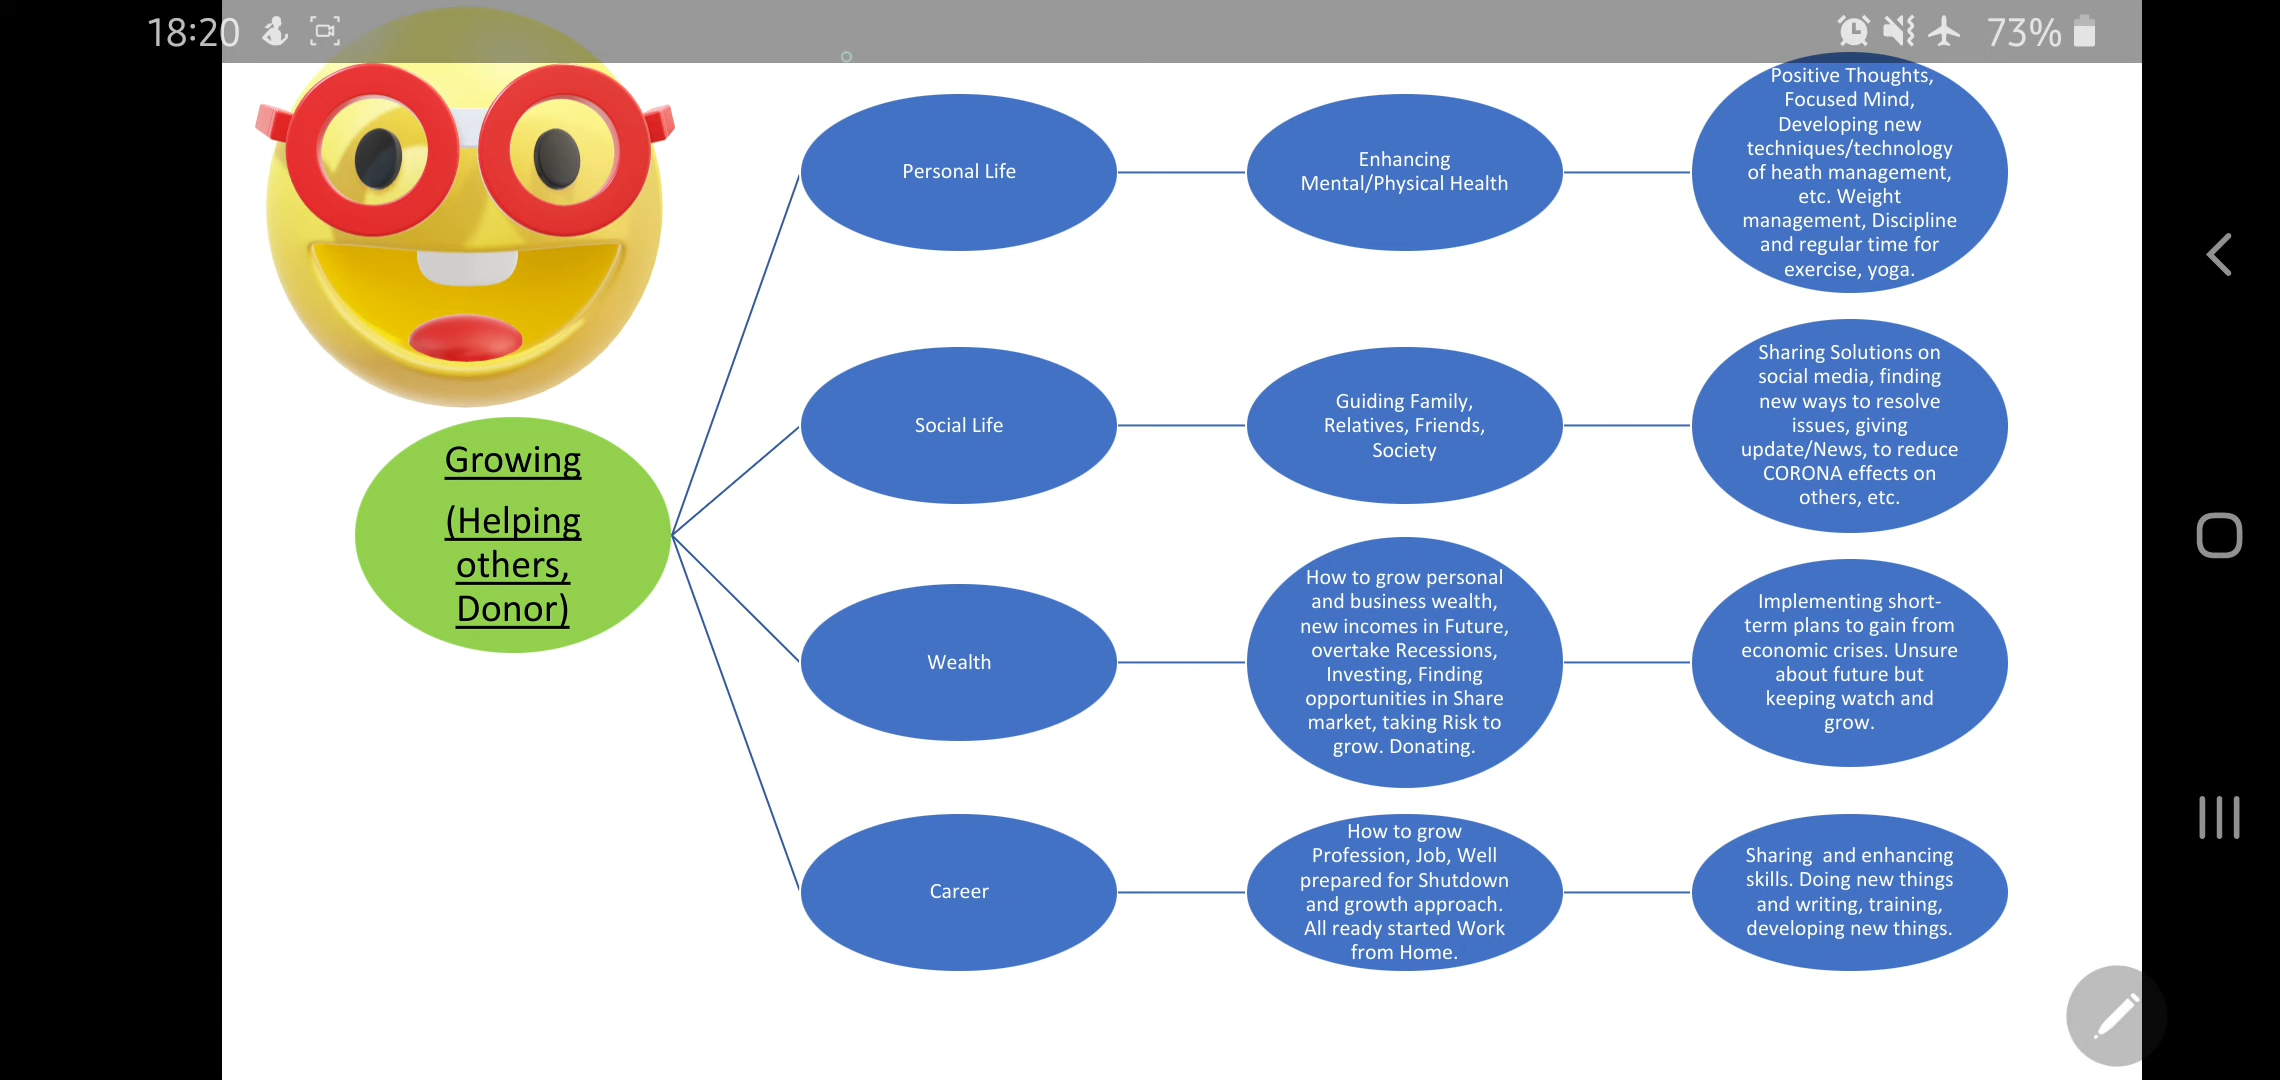 18:20
73%
Growing
(Helping
others,
Donor)
Personal Life
Enhancing
Mental/Physical Health
Positive Thoughts,
Focused Mind,
Developing new
techniques/technology
of heath management,
etc. Weight
management, Discipline
and regular time for
exercise, yoga.
Social Life
Guiding Family,
Relatives, Friends,
Society
Sharing Solutions on
social media, finding
new ways to resolve
issues, giving
update/News, to reduce
CORONA effects on
others, etc.
Wealth
How to grow personal
and business wealth,
new incomes in Future,
overtake Recessions,
Investing, Finding
opportunities in Share
market, taking Risk to
grow. Donating.
Implementing short-
term plans to gain from
economic crises. Unsure
about future but
keeping watch and
grow.
Career
How to grow
Profession, Job, Well
prepared for Shutdown
and growth approach.
All ready started Work
from Home.
Sharing  and enhancing
skills. Doing new things
and writing, training,
developing new things.